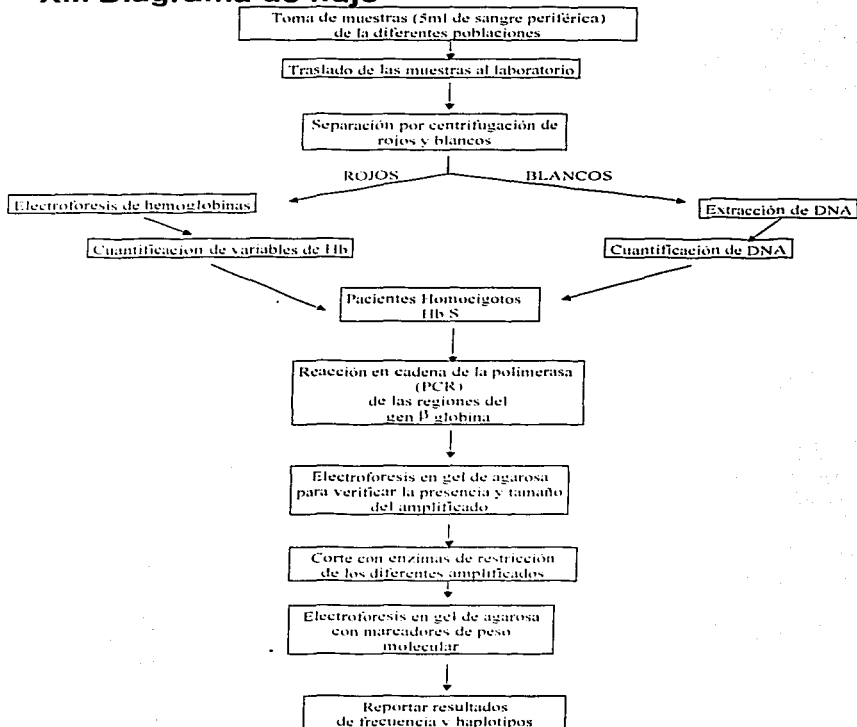 XIII Diagrama de flujo
Toma de muestras (5ml de sangre periférica)
de la diferentes poblaciones
Traslado de las muestras al laboratorio
Separación por centrifugación de
rojos y blancos
ROJOS
BLANCOS
Electroforesis de hemoglobinas
Extracción de DNA
Cuantificacion de variables de Hb
Cuantificación de DNA
Pacientes Homocigotos
Hb S
Reacción en cadena de la polimerasa
(PCR)
de las regiones del
gen β globina
Electroforesis en gel de agarosa
para verificar la presencia y tamaño
del amplificado
Corte con enzimas de restricción
de los diferentes amplificados
Electroforesis en gel de agarosa
con marcadores de peso
molecular
Reportar resultados
de frecuencia y haplotipos